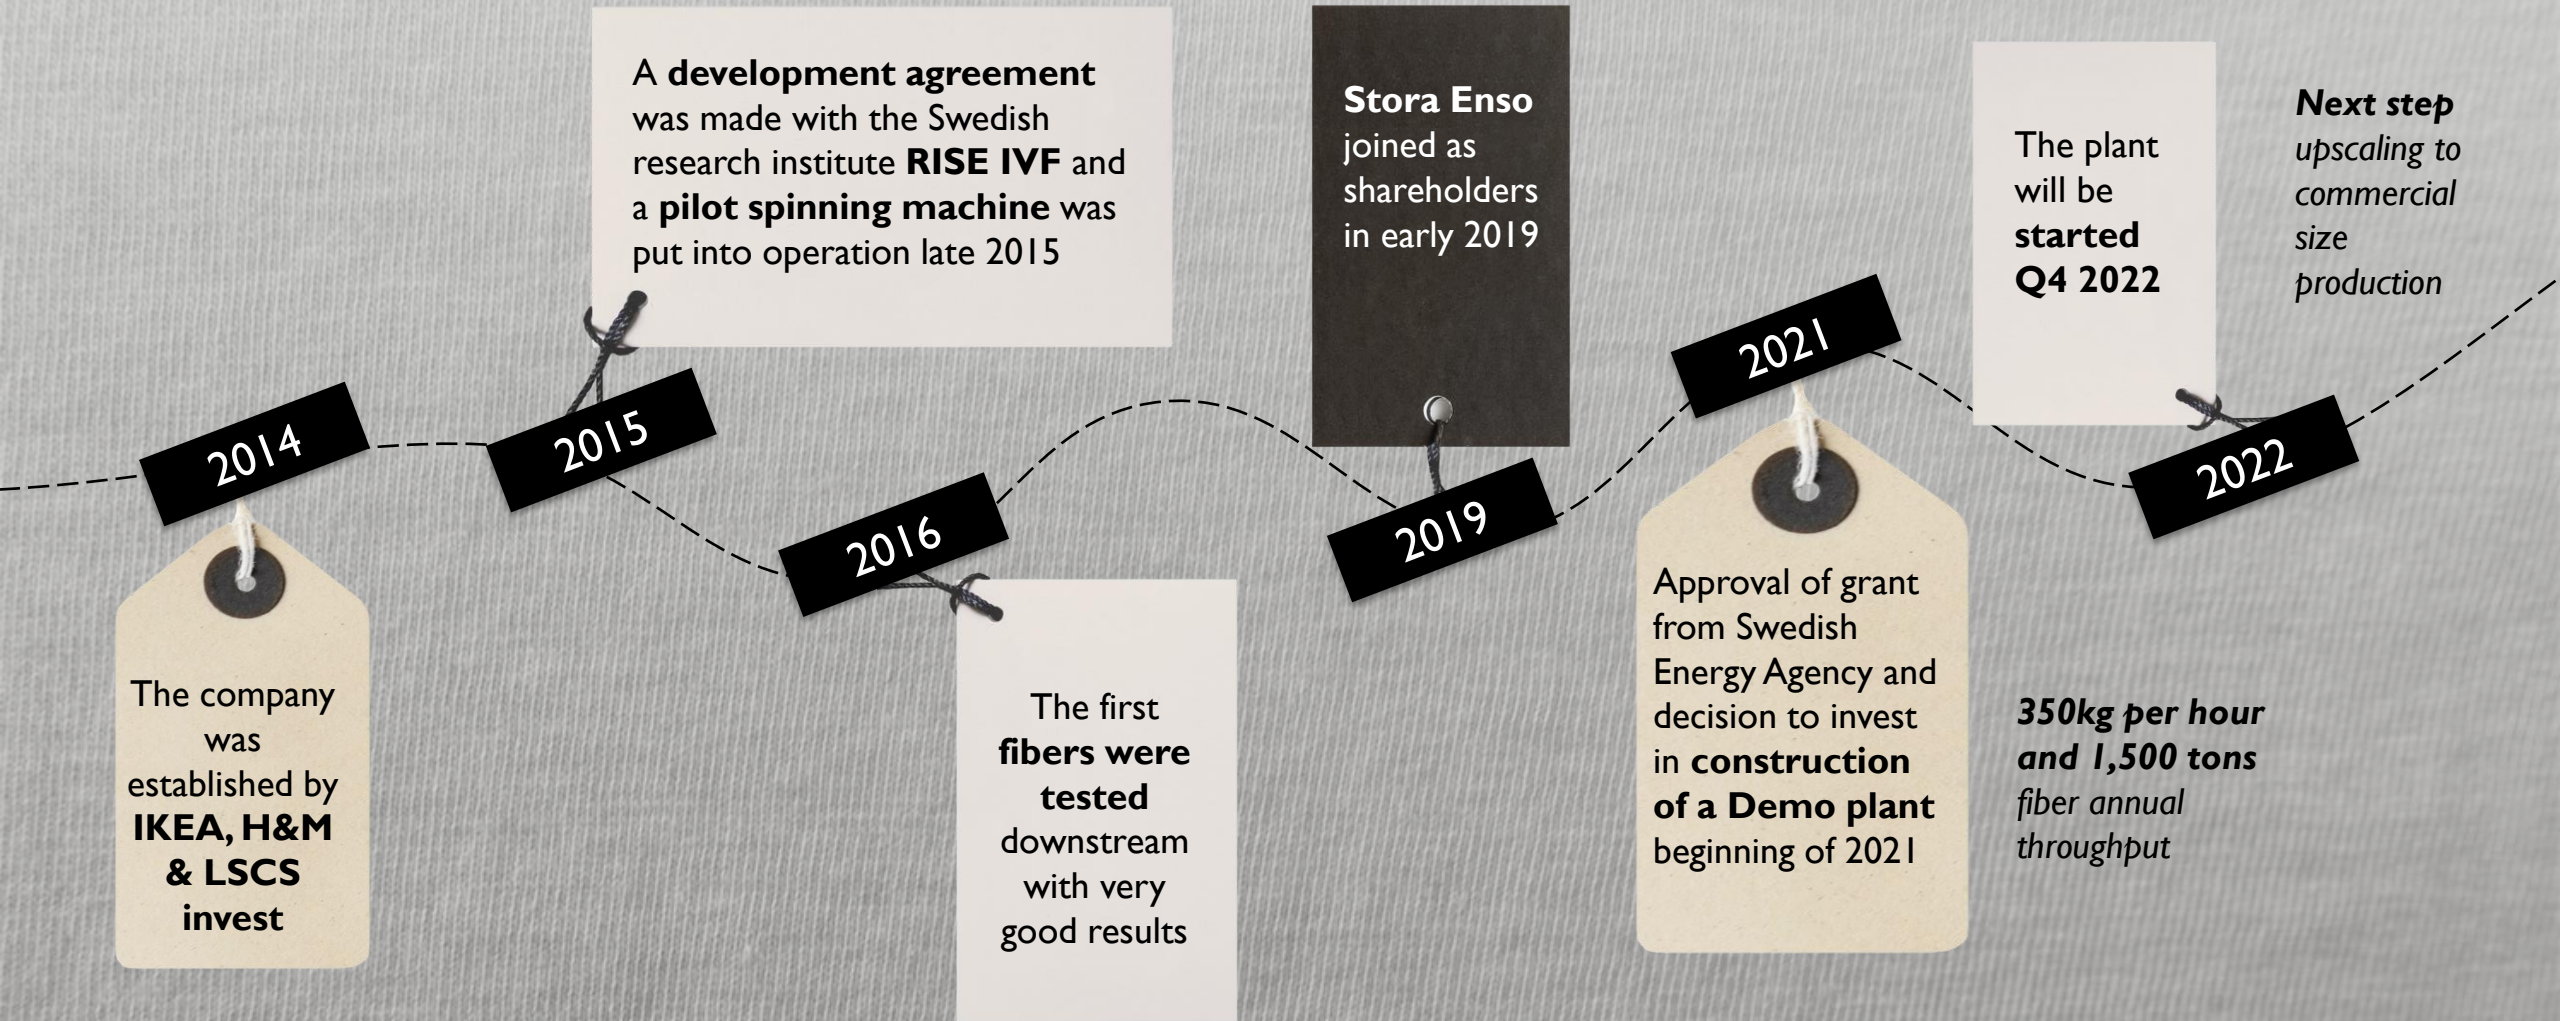 2014
The company
was
established by
IKEA, H&M
& LSCS
invest
A development agreement
was made with the Swedish
research institute RISE IVF and
a pilot spinning machine was
put into operation late 2015
2015
2016
The first
fibers were
tested
downstream
with very
good results
Stora Enso
joined as
shareholders
in early 2019
2019
2021
Approval of grant
from Swedish
Energy Agency and
decision to invest
in construction
of a Demo plant
beginning of 2021
The plant
will be
started
Q4 2022
2022
350kg per hour
and 1,500 tons
fiber annual
throughput
Next step
upscaling to
commercial
size
production